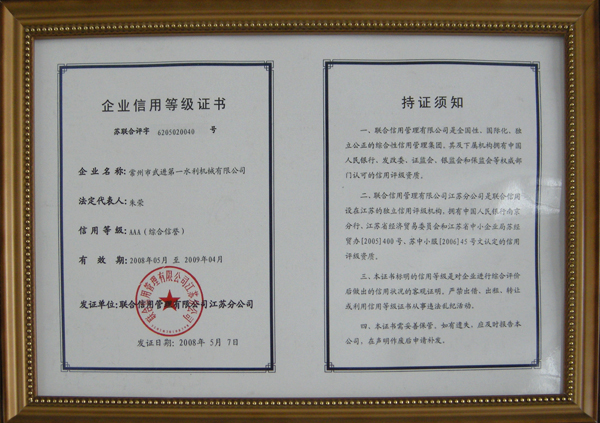 企业信用等级证书
苏联合评字 6205020040 号
企业名称:常州市武进第一水利机械有限公司
法定代表人:朱荣
信用等级:AAA（综合信誉）
有效期:2008年05月至2009年04月
发证单位:联合信用管理有限公司江苏分公司
发证日期:2008年5月7日
联合信用管理有限公司江苏分公司
持证须知
一、联合信用管理有限公司是全国性、国际化、独
立公正的综合性信用管理集团。其及下属机构拥有中国
人民银行、发改委、证监会、银监会和保监会等权威部
门认可的信用评级资质。
二、联合信用管理有限公司江苏分公司是联合信用
设在江苏的独立信用评级机构。拥有中国人民银行南京
分行、江苏省经济贸易委员会和江苏省中小企业局苏经
贸办[2005]400号、苏中小服[2006]45号文认定的信用
评级资质。
三、本证书标明的信用等级是对企业进行综合评价
后做出的信用状况的客观证明。严禁出借、出租、转让
或利用信用等级证书从事违法乱纪活动。
四、本证书需妥善保管。如有遗失，应及时报告本
公司，在声明作废后申请补发。